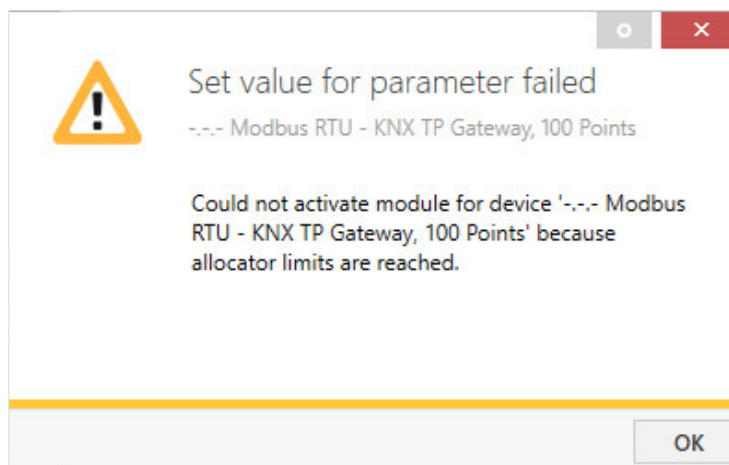 Set value for parameter failed
-.-.- Modbus RTU - KNX TP Gateway, 100 Points
Could not activate module for device '-.-.- Modbus
RTU - KNX TP Gateway, 100 Points' because
allocator limits are reached.
OK